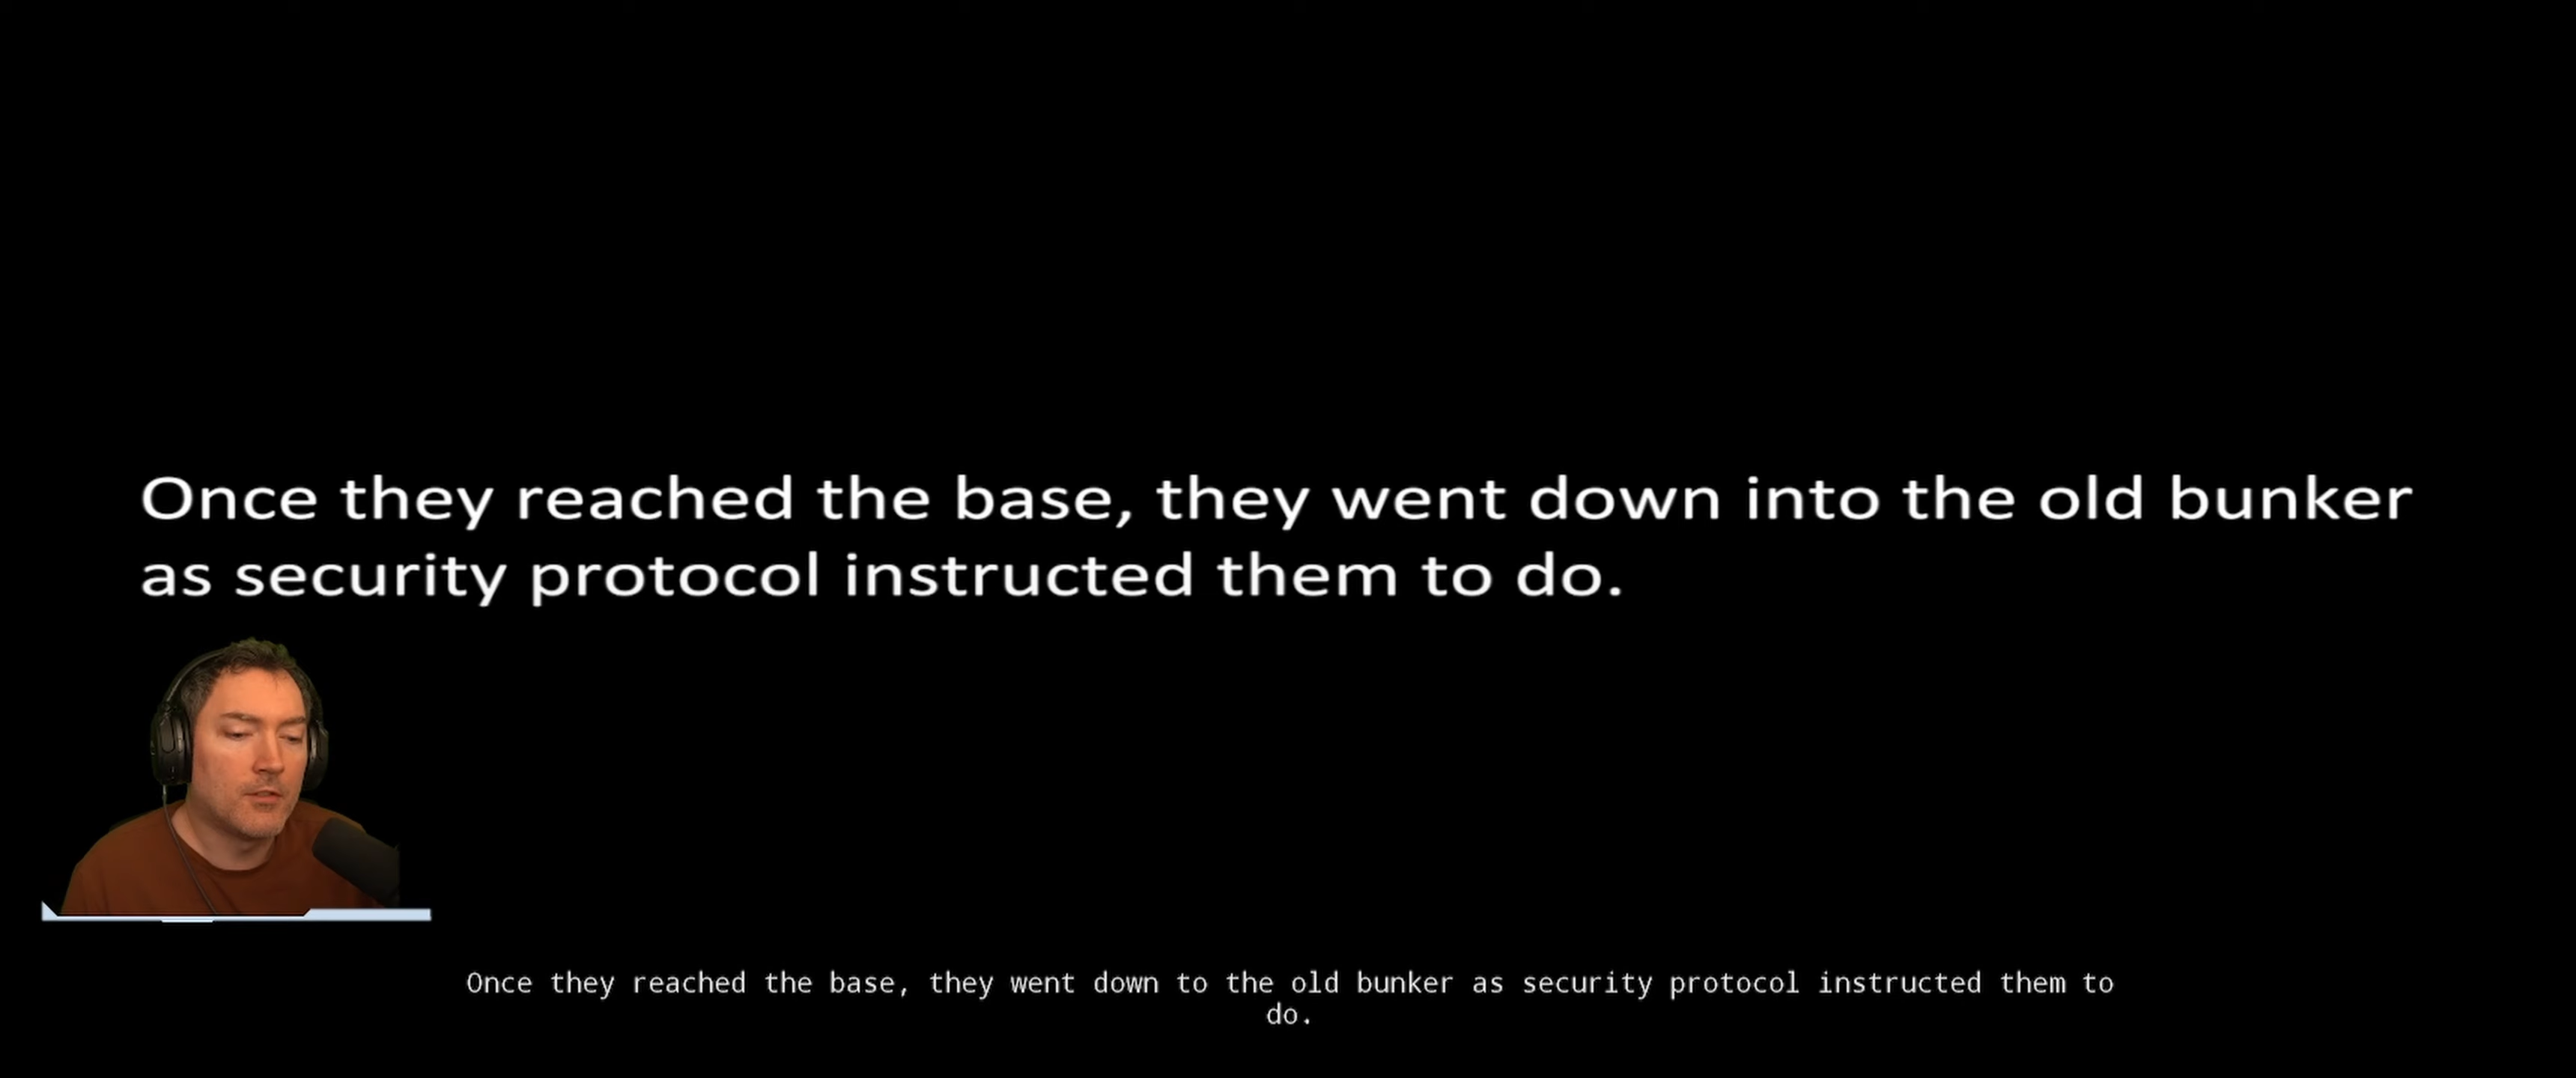 Once they reached the base, they went down into the old bunker
as security protocol instructed them to do.
Once they reached the base, they went down to the old bunker as security protocol instructed them to
do.